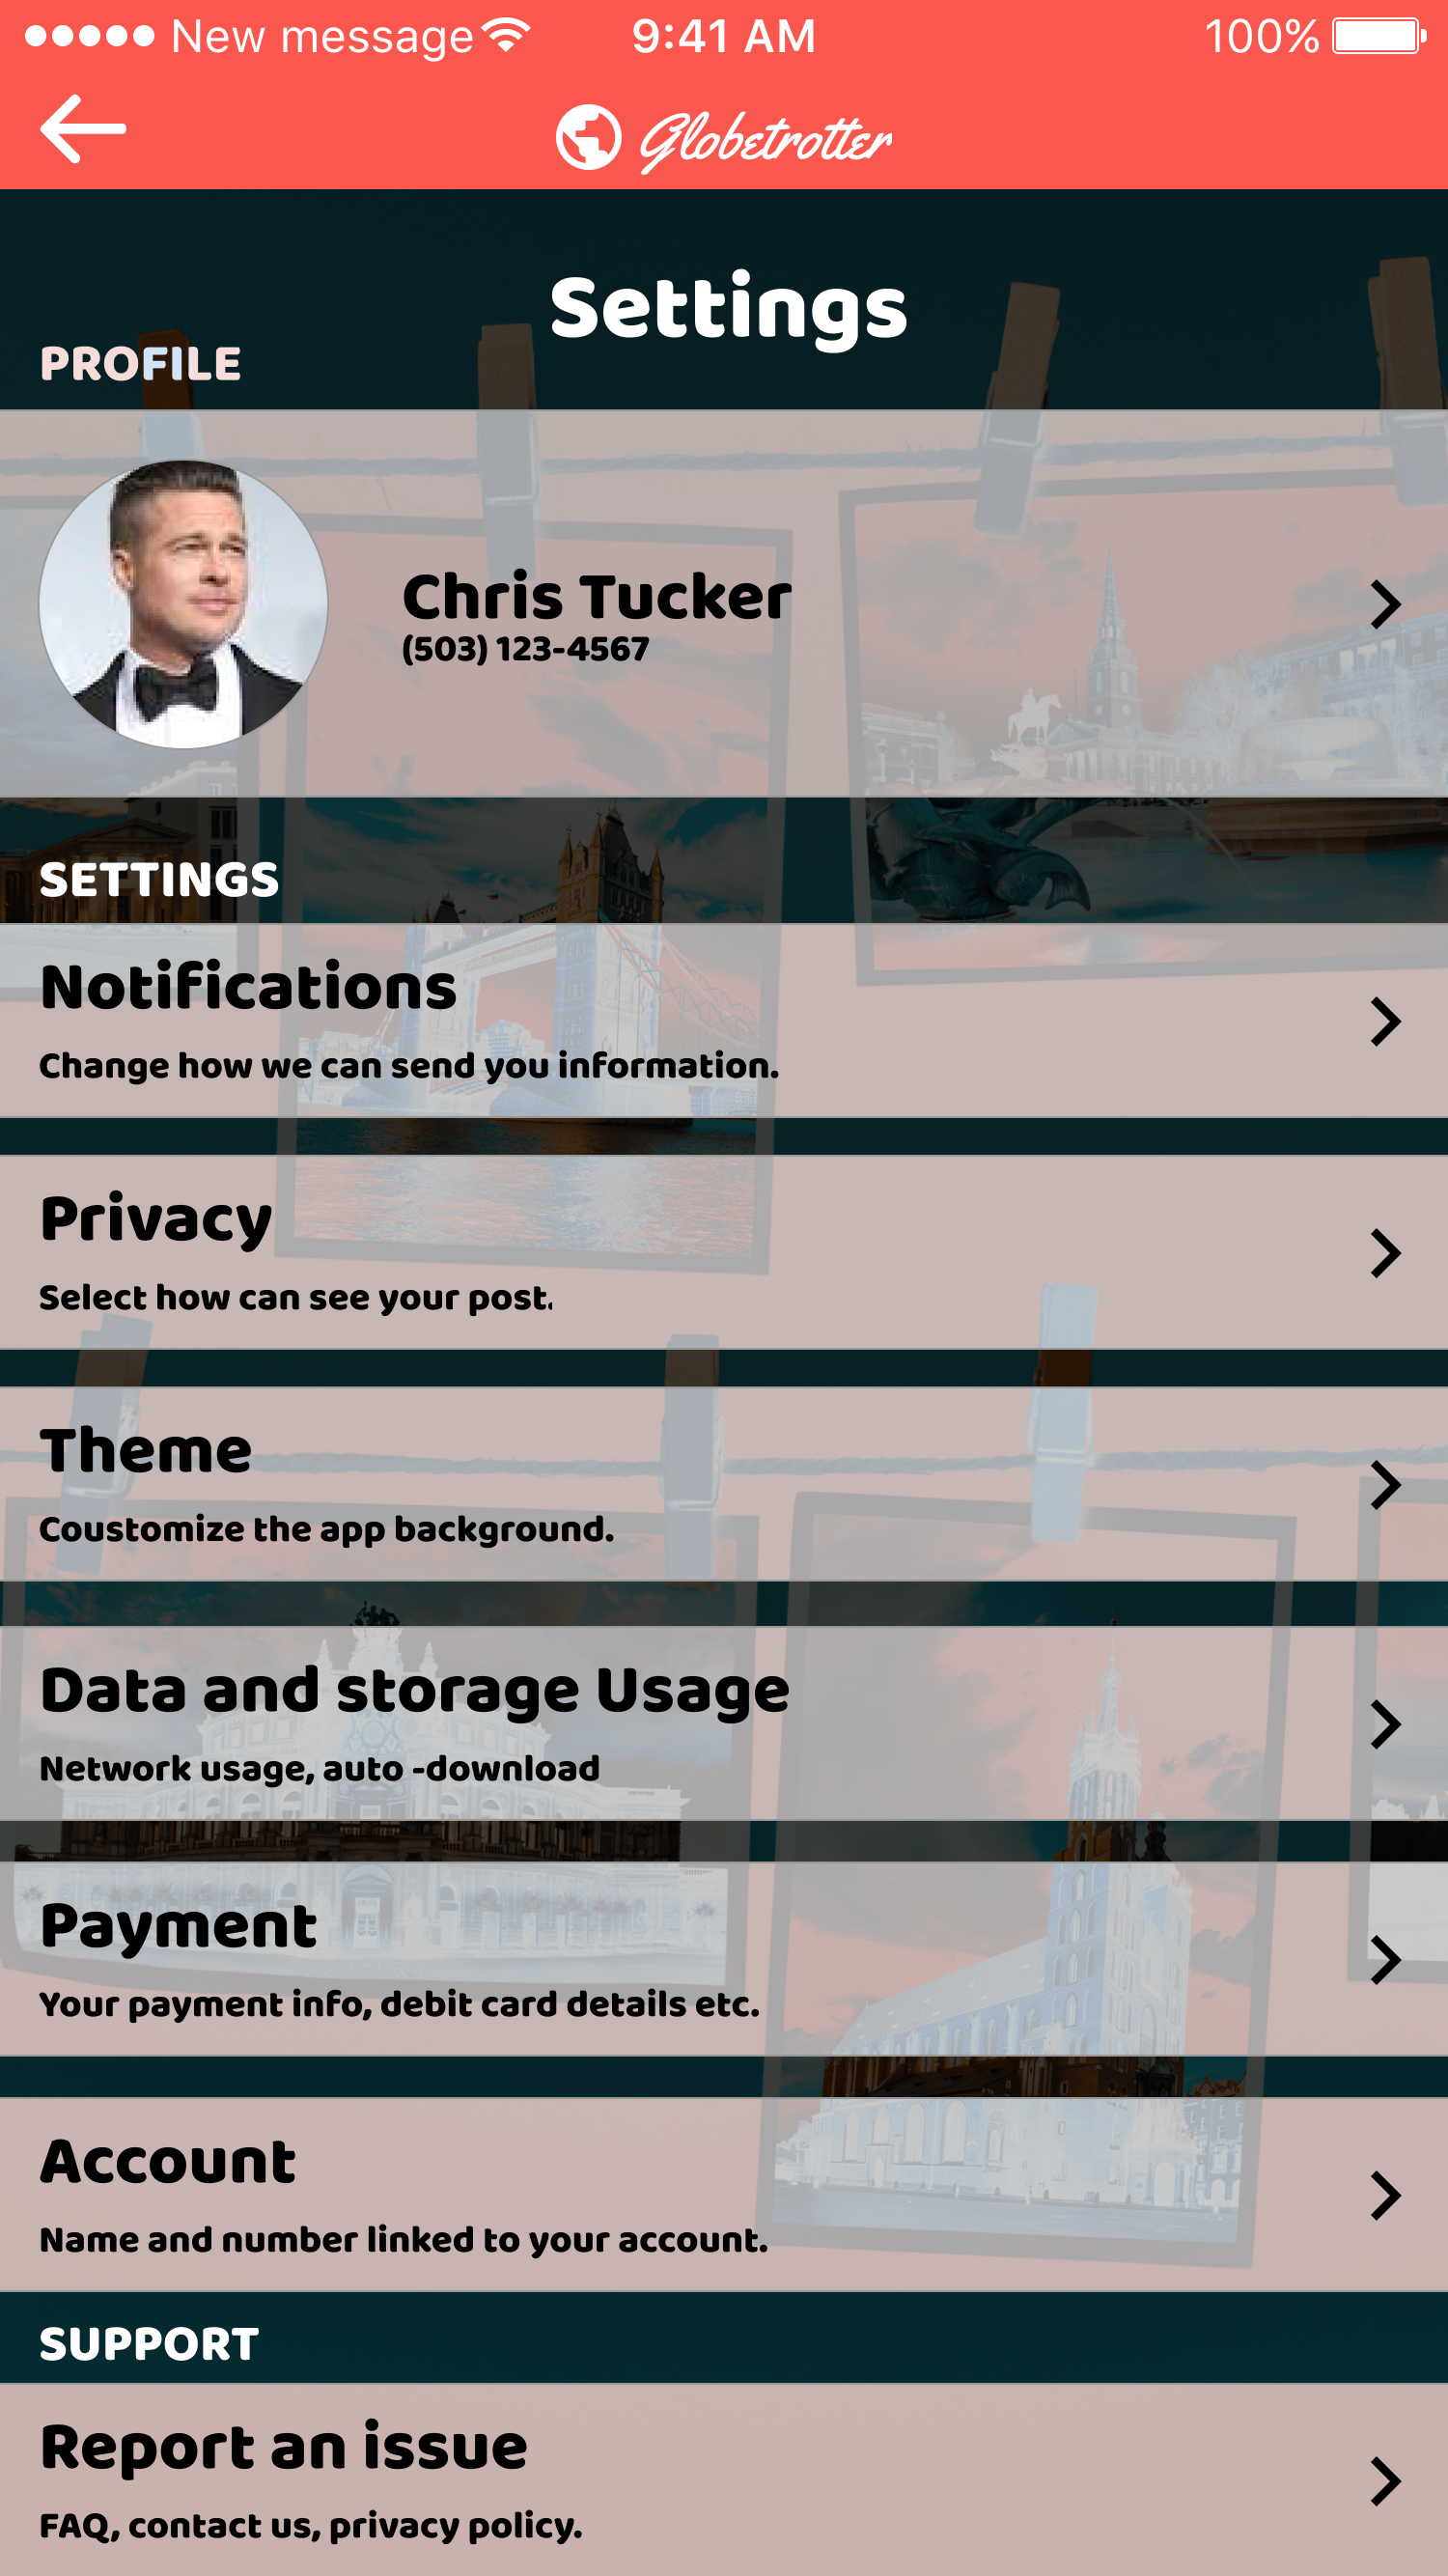 New message 9:41 AM 100%
Globetrotter
Settings
PROFILE
Chris Tucker
(503) 123-4567
SETTINGS
Notifications
Change how we can send you information.
Privacy
Select how can see your post.
Theme
Coustomize the app background.
Data and storage Usage
Network usage, auto -download
Payment
Your payment info, debit card details etc.
Account
Name and number linked to your account.
SUPPORT
Report an issue
FAQ, contact us, privacy policy.